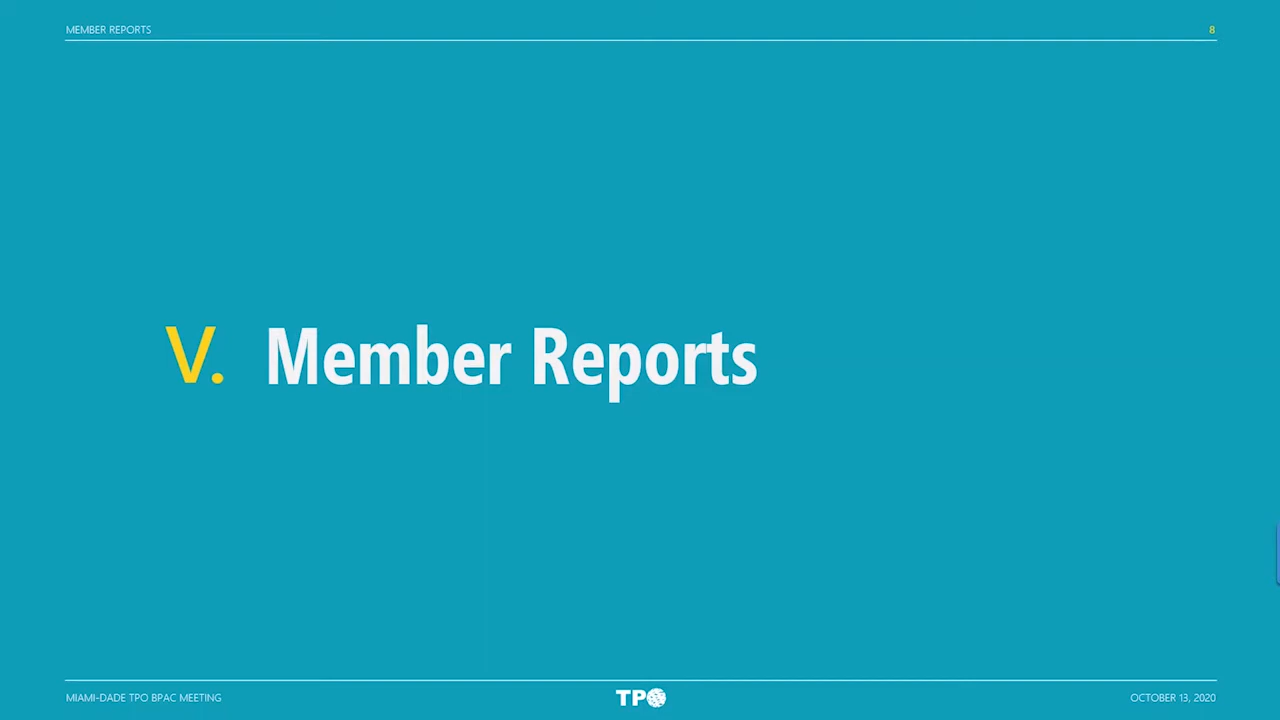 MEMBER REPORTS 8
V. Member Reports
MIAMI-DADE TPO BPAC MEETING TPO OCTOBER 13, 2020